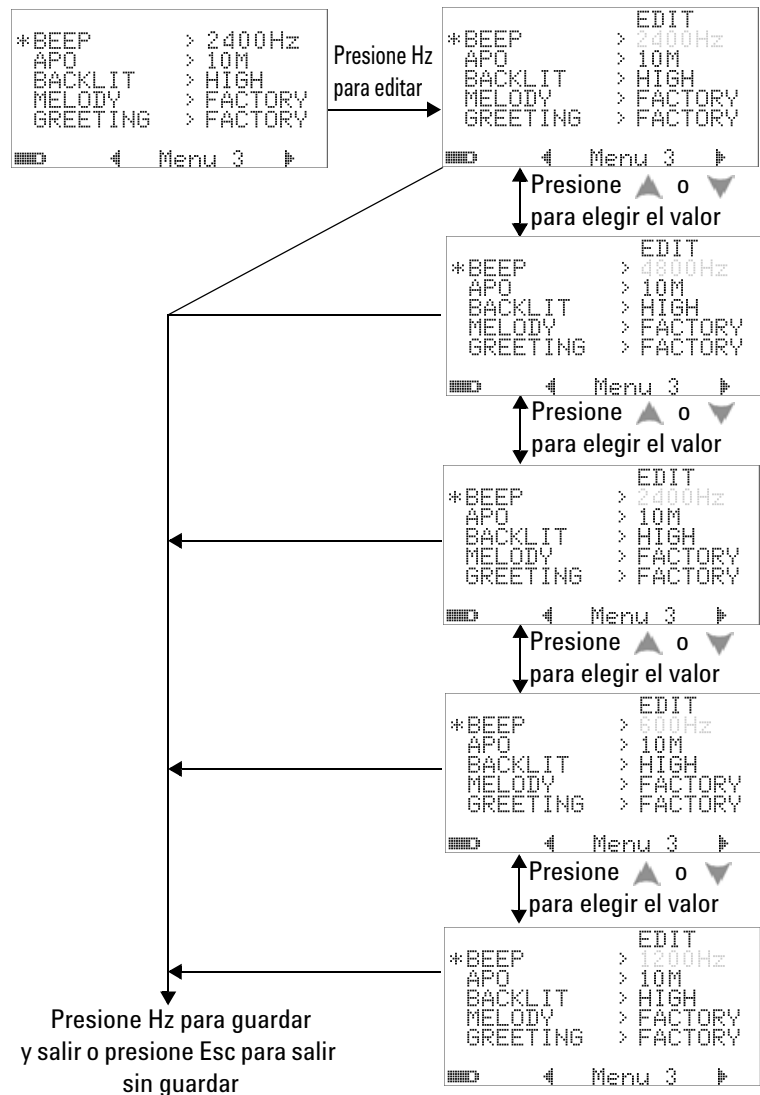 *BEEP > 2400Hz
APO > 10M
BACKLIT > HIGH
MELODY > FACTORY
GREETING > FACTORY
Menu 3
Presione Hz
para editar
EDIT
*BEEP > 2400Hz
APO > 10M
BACKLIT > HIGH
MELODY > FACTORY
GREETING > FACTORY
Menu 3
Presione ▲ o ▼
para elegir el valor
EDIT
*BEEP > 4800Hz
APO > 10M
BACKLIT > HIGH
MELODY > FACTORY
GREETING > FACTORY
Menu 3
Presione ▲ o ▼
para elegir el valor
EDIT
*BEEP > 2400Hz
APO > 10M
BACKLIT > HIGH
MELODY > FACTORY
GREETING > FACTORY
Menu 3
Presione ▲ o ▼
para elegir el valor
EDIT
*BEEP > 600Hz
APO > 10M
BACKLIT > HIGH
MELODY > FACTORY
GREETING > FACTORY
Menu 3
Presione ▲ o ▼
para elegir el valor
EDIT
*BEEP > 1200Hz
APO > 10M
BACKLIT > HIGH
MELODY > FACTORY
GREETING > FACTORY
Menu 3
Presione Hz para guardar
y salir o presione Esc para salir
sin guardar